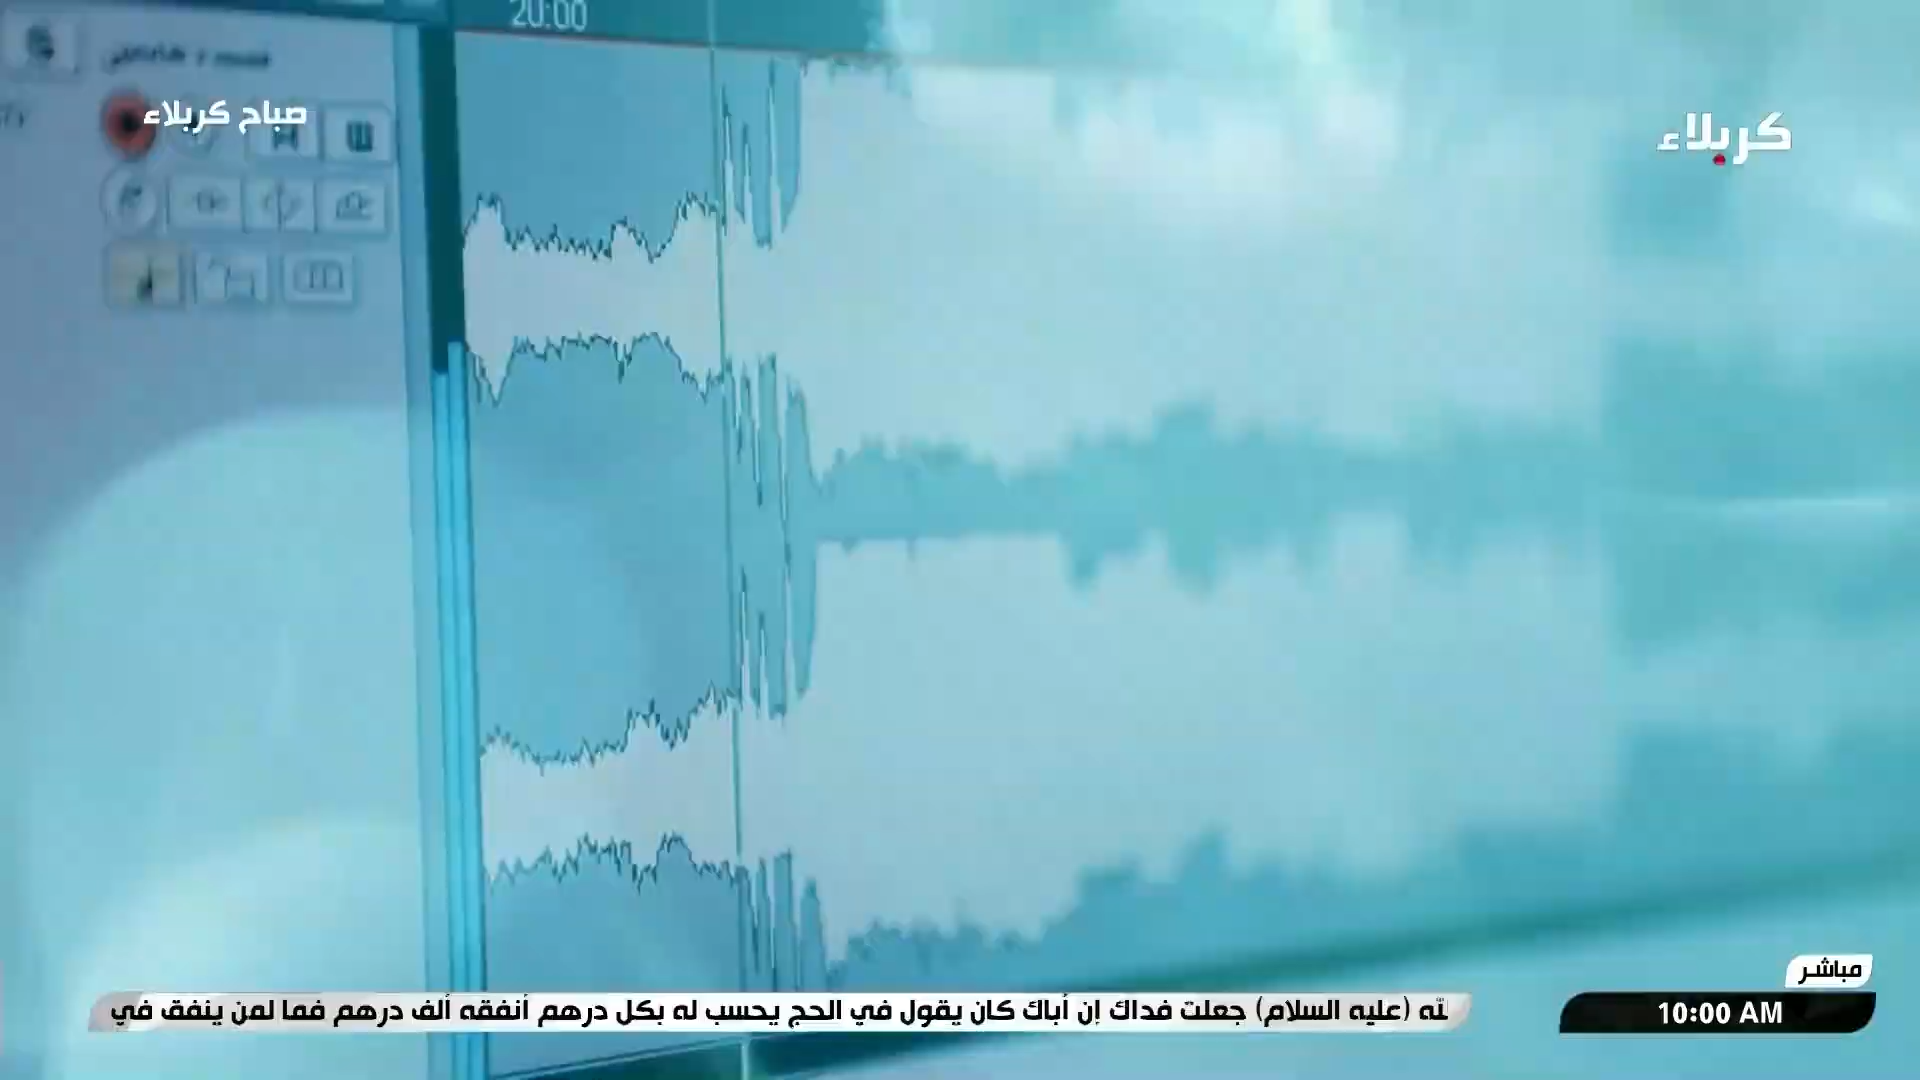 20:00
صباح كربلاء
كربلاء
مباشر
لله (عليه السلام) جعلت فداك إن أباك كان يقول في الحج يحسب له بكل درهم أنفقه ألف درهم فما لمن ينفق في
10:00 AM